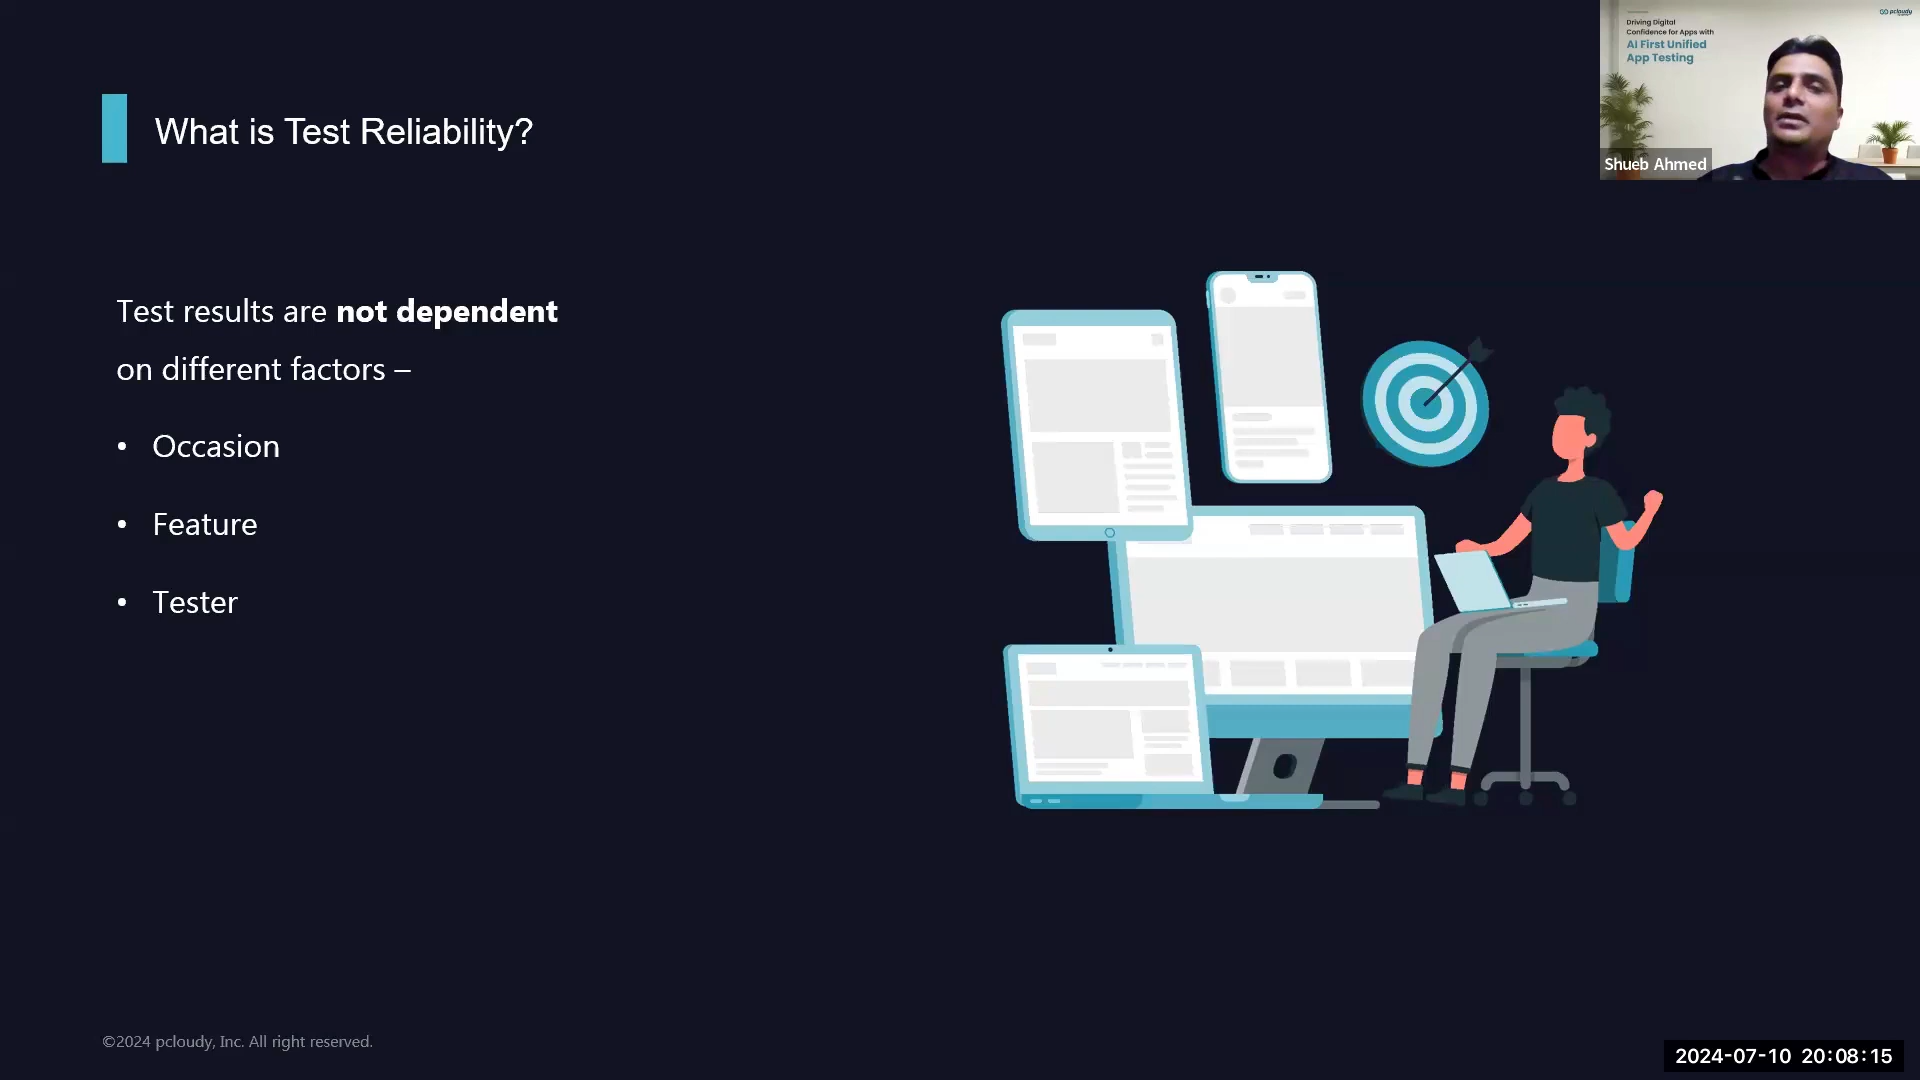 Driving Digital
Confidence for Apps with
AI First Unified
App Testing
pcloudy
Shueb Ahmed
What is Test Reliability?
Test results are not dependent
on different factors –
• Occasion
• Feature
• Tester
©2024 pcloudy, Inc. All right reserved.
2024-07-10 20:08:15